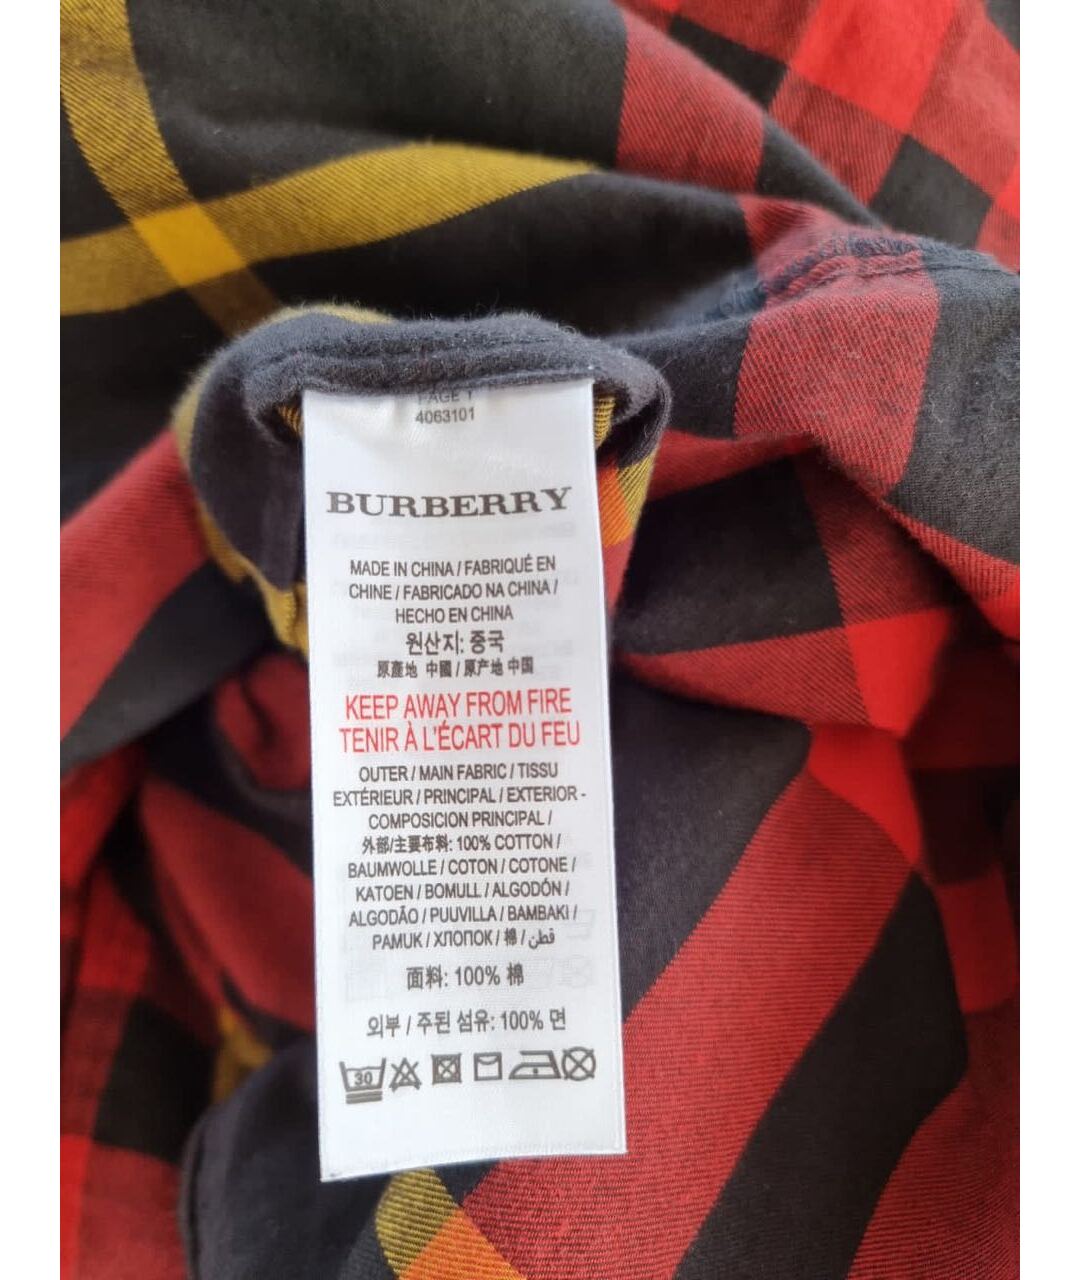 PAGE 1
4063101
BURBERRY
MADE IN CHINA / FABRIQUÉ EN
CHINE / FABRICADO NA CHINA /
HECHO EN CHINA
원산지: 중국
原產地 中國 / 原产地 中国
KEEP AWAY FROM FIRE
TENIR À L'ÉCART DU FEU
OUTER / MAIN FABRIC / TISSU
EXTÉRIEUR / PRINCIPAL / EXTERIOR -
COMPOSICION PRINCIPAL /
外部/主要布料: 100% COTTON /
BAUMWOLLE / COTON / COTONE /
KATOEN / BOMULL / ALGODÓN /
ALGODÃO / PUUVILLA / BAMBAKI /
PAMUK / ХЛОПОК / 棉 / قطن
面料: 100% 棉
외부 / 주된 섬유: 100% 면
30